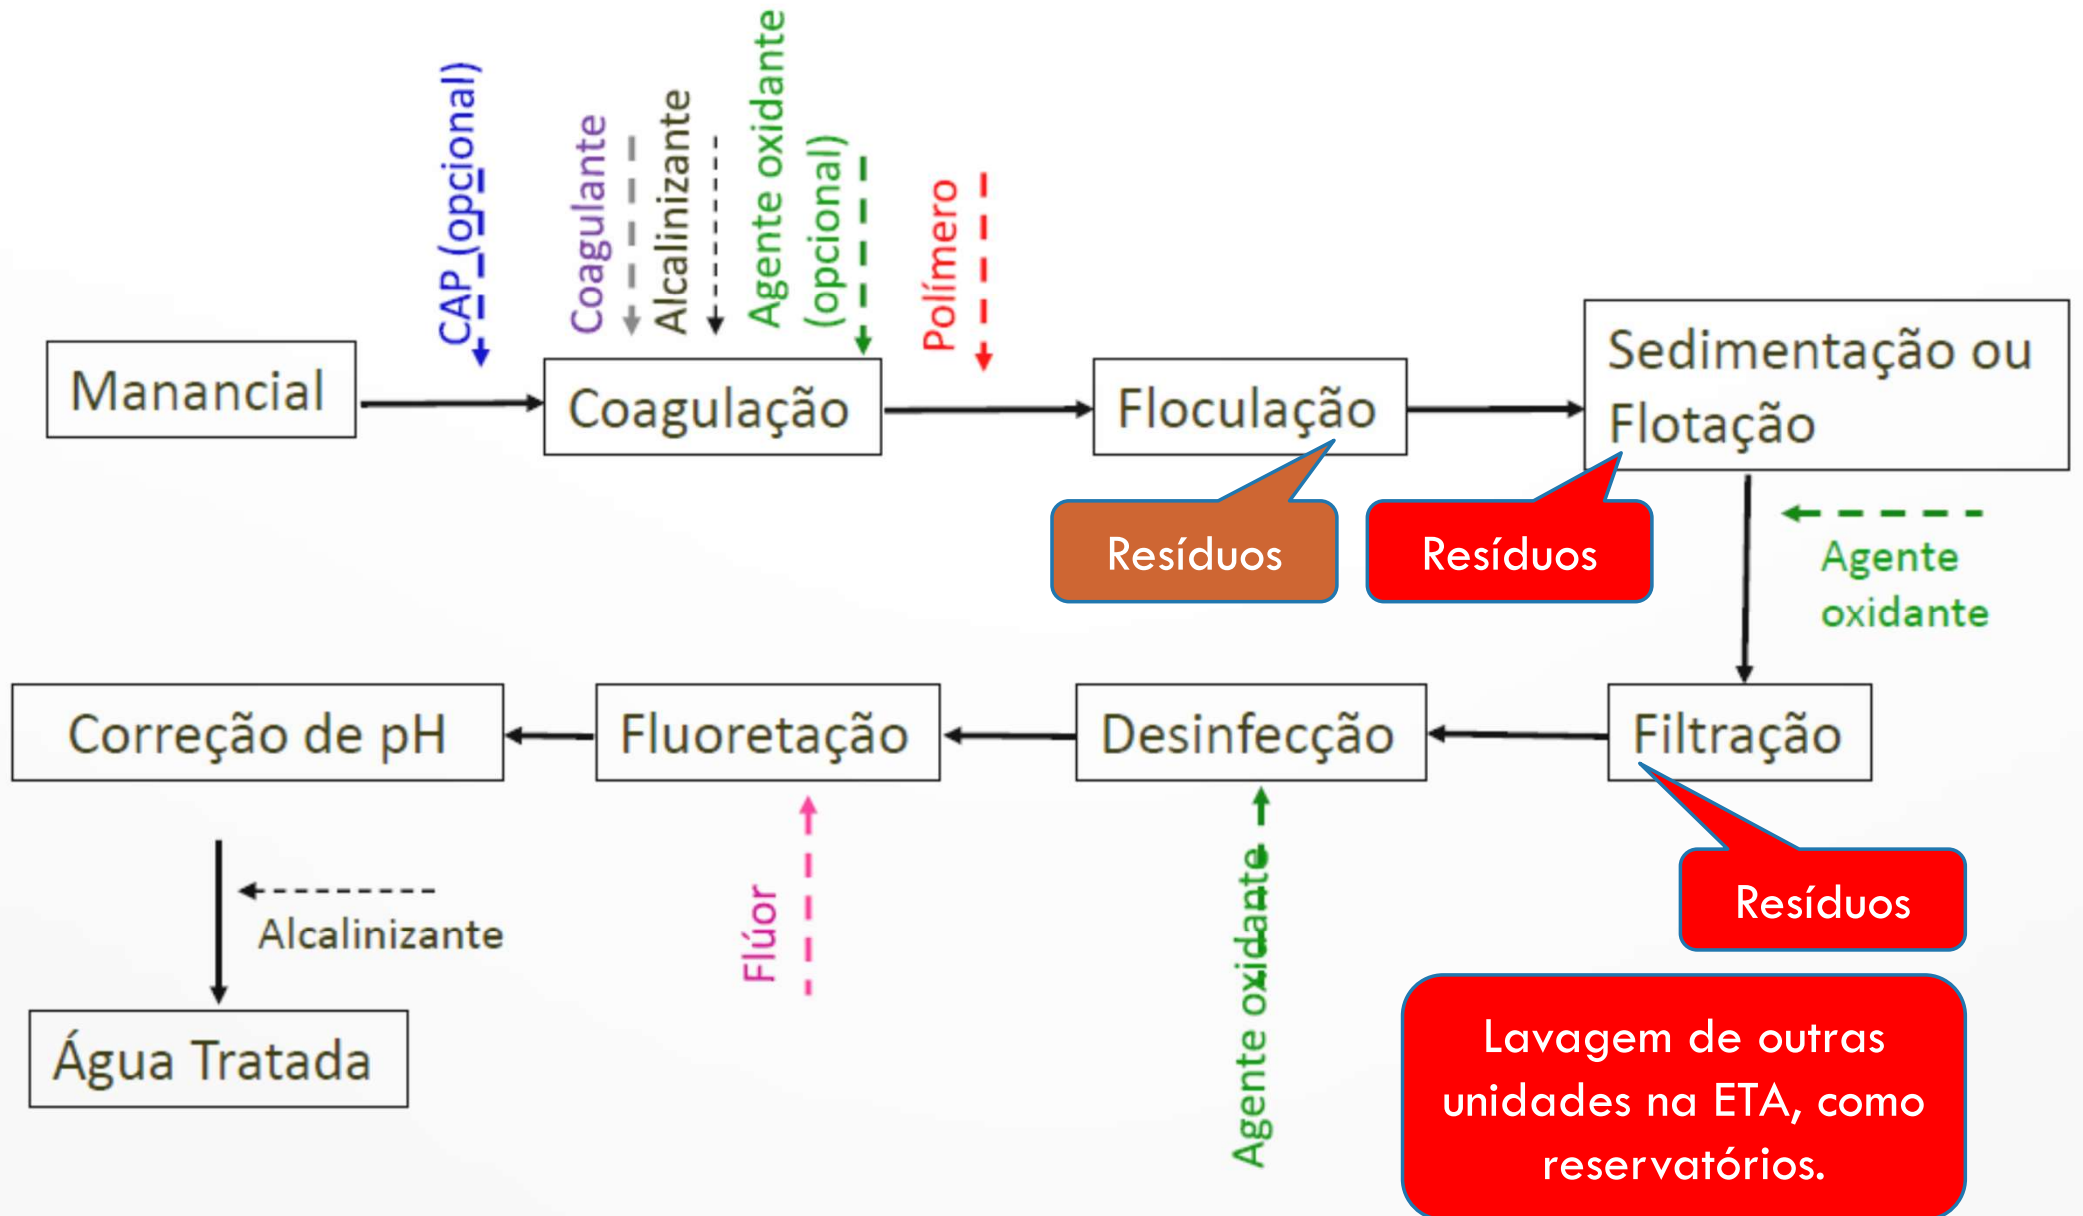 CAP (opcional)
Coagulante
Alcalinizante
Agente oxidante
(opcional)
Polímero
Manancial
Coagulação
Floculação
Sedimentação ou
Flotação
Resíduos
Resíduos
Agente
oxidante
Correção de pH
Fluoretação
Desinfecção
Filtração
Alcalinizante
Flúor
Agente oxidante
Resíduos
Água Tratada
Lavagem de outras
unidades na ETA, como
reservatórios.